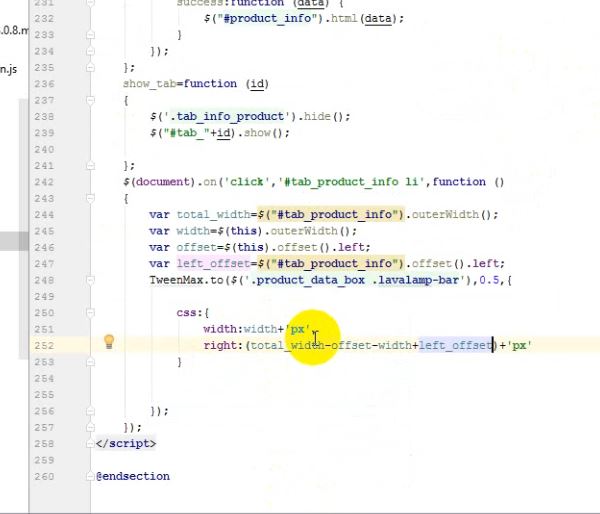 231 success:function (data) {
232 $("#product_info").html(data);
233 }
234 });
235 };
236 show_tab=function (id)
237 {
238 $('.tab_info_product').hide();
239 $("#tab_"+id).show();
240
241 };
242 $(document).on('click','#tab_product_info li',function ()
243 {
244 var total_width=$("#tab_product_info").outerWidth();
245 var width=$(this).outerWidth();
246 var offset=$(this).offset().left;
247 var left_offset=$("#tab_product_info").offset().left;
248 TweenMax.to($('.product_data_box .lavalamp-bar'),0.5,{
249
250 css:{
251 width:width+'px',
252 right:(total_width-offset-width+left_offset)+'px'
253 }
254
255
256 });
257 });
258 </script>
259
260 @endsection
.0.8.m
n.js